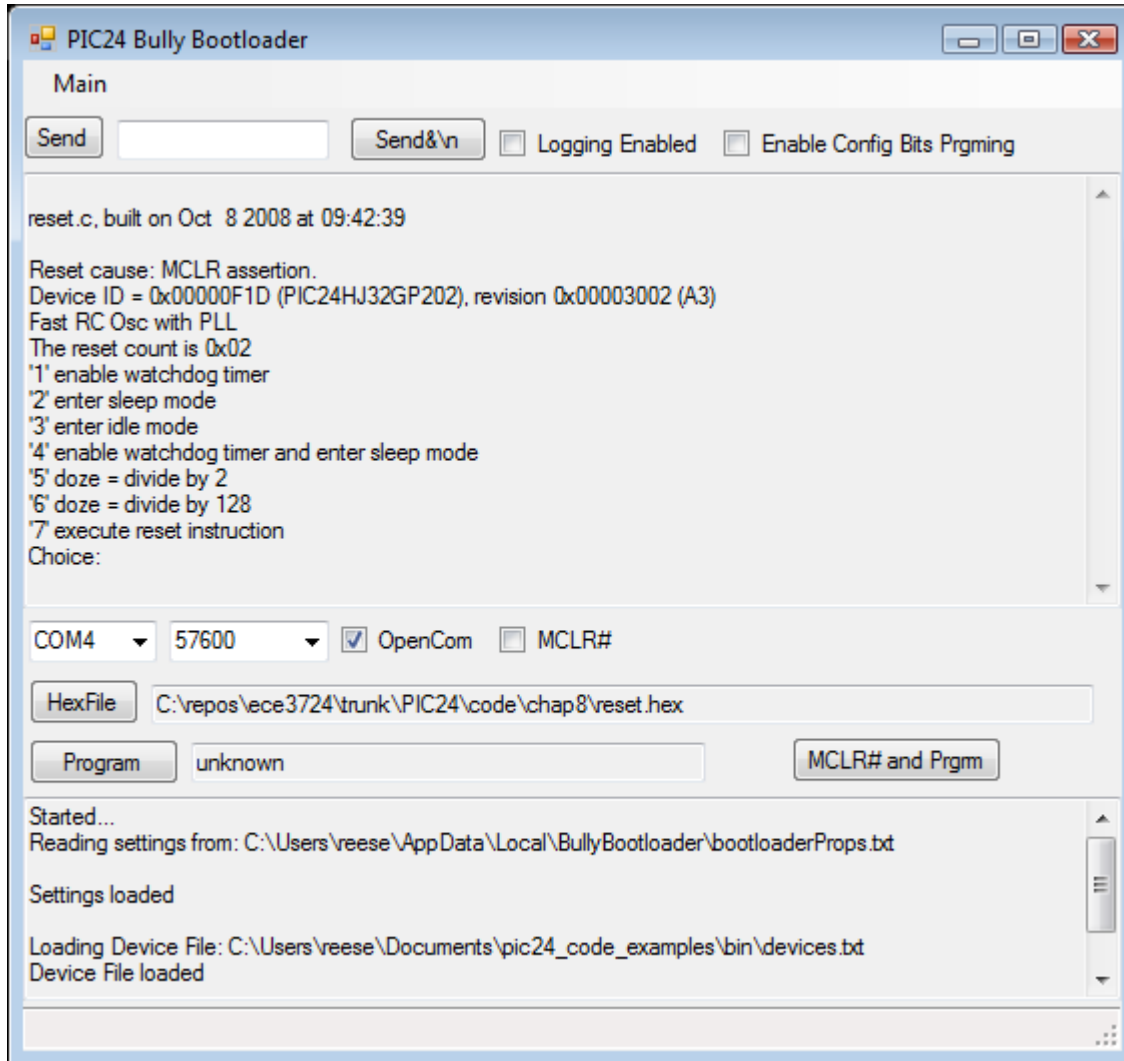 PIC24 Bully Bootloader
Main
Send Send&\n Logging Enabled Enable Config Bits Prgming
reset.c, built on Oct  8 2008 at 09:42:39
Reset cause: MCLR assertion.
Device ID = 0x00000F1D (PIC24HJ32GP202), revision 0x00003002 (A3)
Fast RC Osc with PLL
The reset count is 0x02
'1' enable watchdog timer
'2' enter sleep mode
'3' enter idle mode
'4' enable watchdog timer and enter sleep mode
'5' doze = divide by 2
'6' doze = divide by 128
'7' execute reset instruction
Choice:
COM4 57600 OpenCom MCLR#
HexFile C:\repos\ece3724\trunk\PIC24\code\chap8\reset.hex
Program unknown MCLR# and Prgrm
Started...
Reading settings from: C:\Users\reese\AppData\Local\BullyBootloader\bootloaderProps.txt
Settings loaded
Loading Device File: C:\Users\reese\Documents\pic24_code_examples\bin\devices.txt
Device File loaded